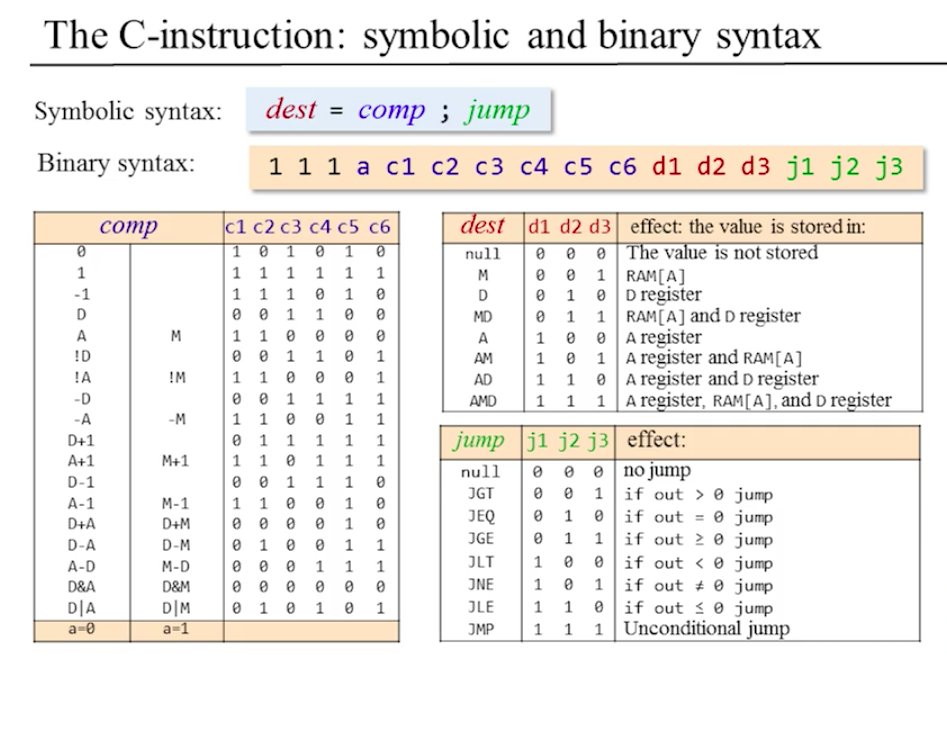 The C-instruction: symbolic and binary syntax
Symbolic syntax: dest = comp ; jump
Binary syntax: 1 1 1 a c1 c2 c3 c4 c5 c6 d1 d2 d3 j1 j2 j3
comp c1 c2 c3 c4 c5 c6
0 1 0 1 0 1 0
1 1 1 1 1 1 1
-1 1 1 1 0 1 0
D 0 0 1 1 0 0
A M 1 1 0 0 0 0
!D 0 0 1 1 0 1
!A !M 1 1 0 0 0 1
-D 0 0 1 1 1 1
-A -M 1 1 0 0 1 1
D+1 0 1 1 1 1 1
A+1 M+1 1 1 0 1 1 1
D-1 0 0 1 1 1 0
A-1 M-1 1 1 0 0 1 0
D+A D+M 0 0 0 0 1 0
D-A D-M 0 1 0 0 1 1
A-D M-D 0 0 0 1 1 1
D&A D&M 0 0 0 0 0 0
D|A D|M 0 1 0 1 0 1
a=0 a=1
dest d1 d2 d3 effect: the value is stored in:
null 0 0 0 The value is not stored
M 0 0 1 RAM[A]
D 0 1 0 D register
MD 0 1 1 RAM[A] and D register
A 1 0 0 A register
AM 1 0 1 A register and RAM[A]
AD 1 1 0 A register and D register
AMD 1 1 1 A register, RAM[A], and D register
jump j1 j2 j3 effect:
null 0 0 0 no jump
JGT 0 0 1 if out > 0 jump
JEQ 0 1 0 if out = 0 jump
JGE 0 1 1 if out ≥ 0 jump
JLT 1 0 0 if out < 0 jump
JNE 1 0 1 if out ≠ 0 jump
JLE 1 1 0 if out ≤ 0 jump
JMP 1 1 1 Unconditional jump